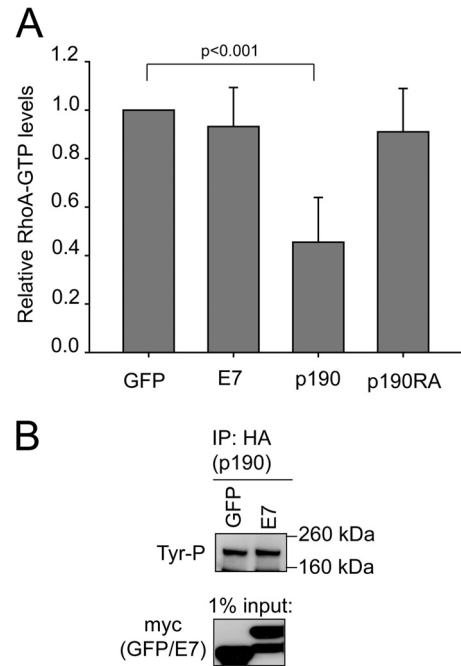 A
p<0.001
Relative RhoA-GTP levels
1.2
1.0
0.8
0.6
0.4
0.2
0.0
GFP E7 p190 p190RA
B
IP: HA
(p190)
GFP E7
260 kDa
Tyr-P
160 kDa
1% input:
myc
(GFP/E7)